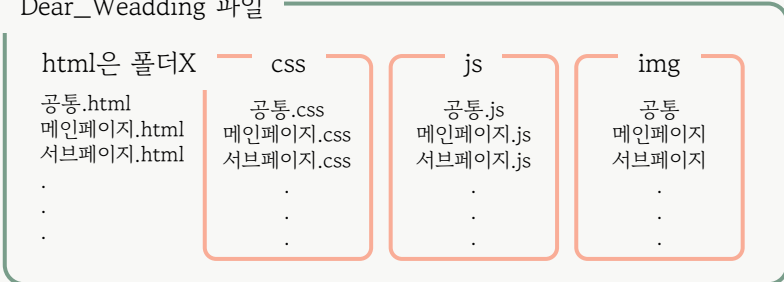 Dear_Weadding 파일
html은 폴더X
공통.html
메인페이지.html
서브페이지.html
.
.
.
css
공통.css
메인페이지.css
서브페이지.css
.
.
.
js
공통.js
메인페이지.js
서브페이지.js
.
.
.
img
공통
메인페이지
서브페이지
.
.
.